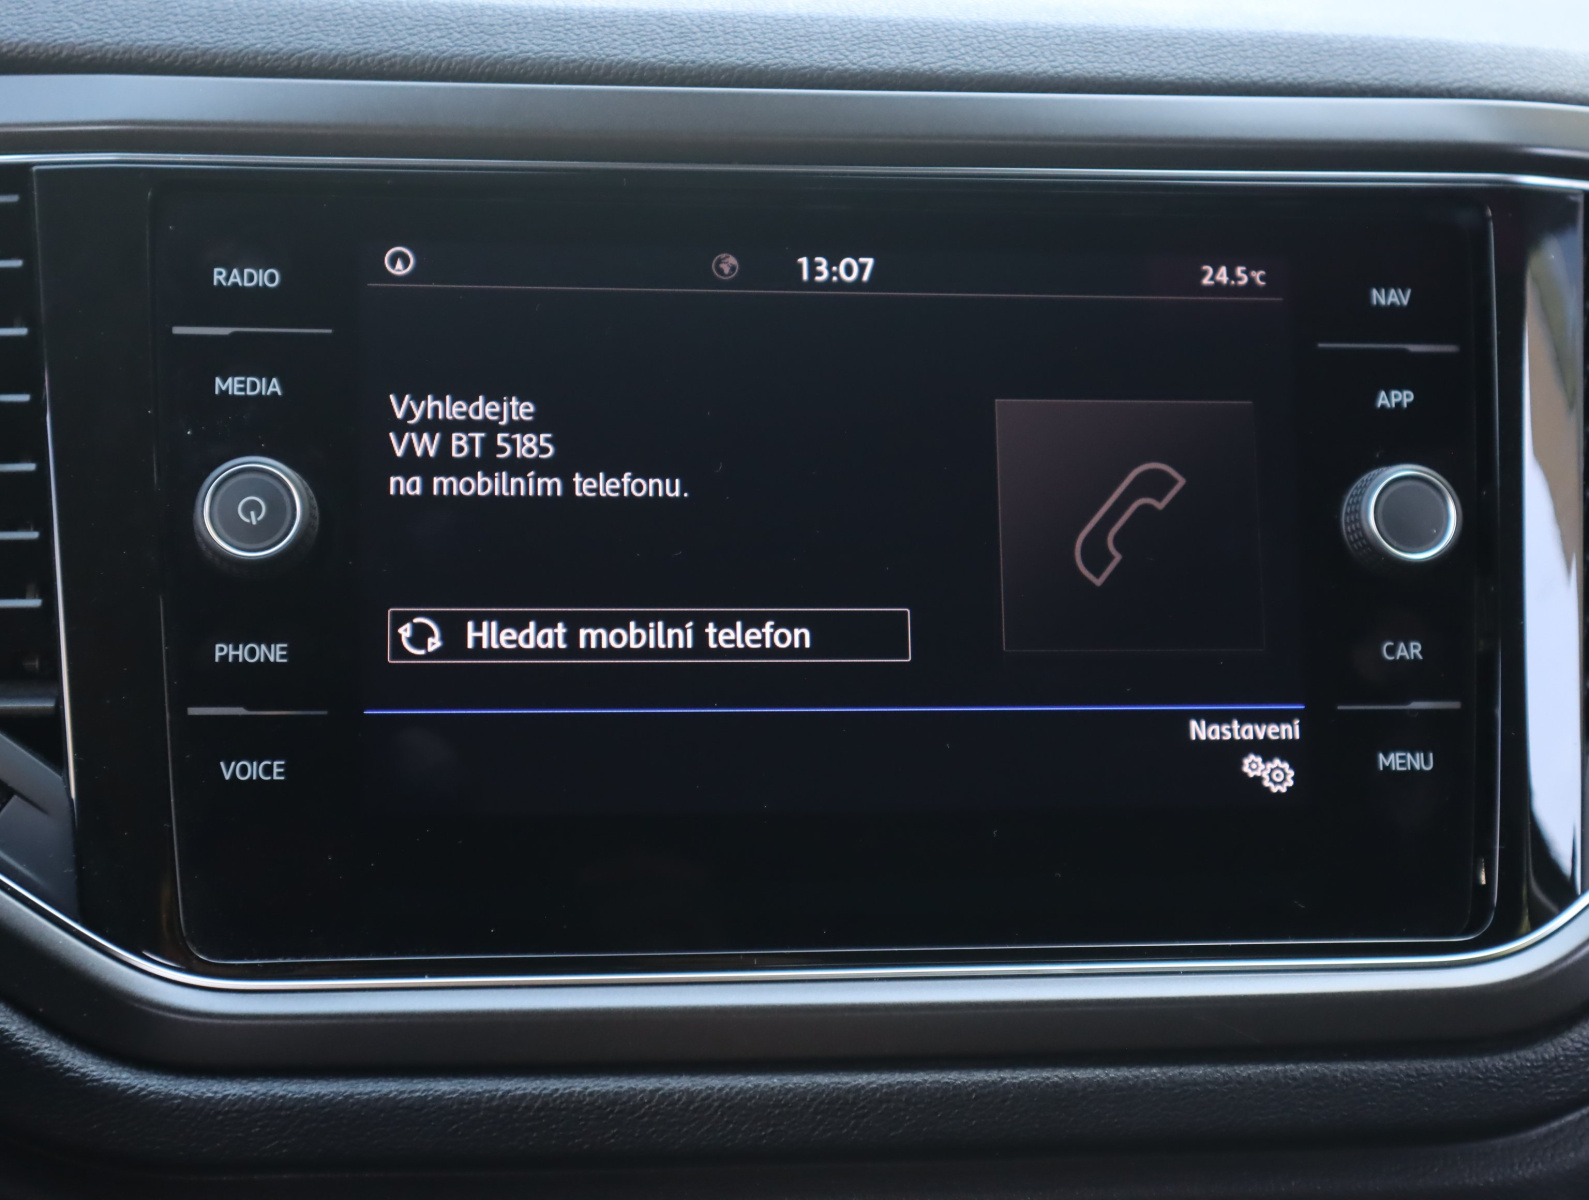 RADIO
MEDIA
PHONE
VOICE
13:07
24.5°C
Vyhledejte
VW BT 5185
na mobilním telefonu.
Hledat mobilní telefon
Nastavení
NAV
APP
CAR
MENU